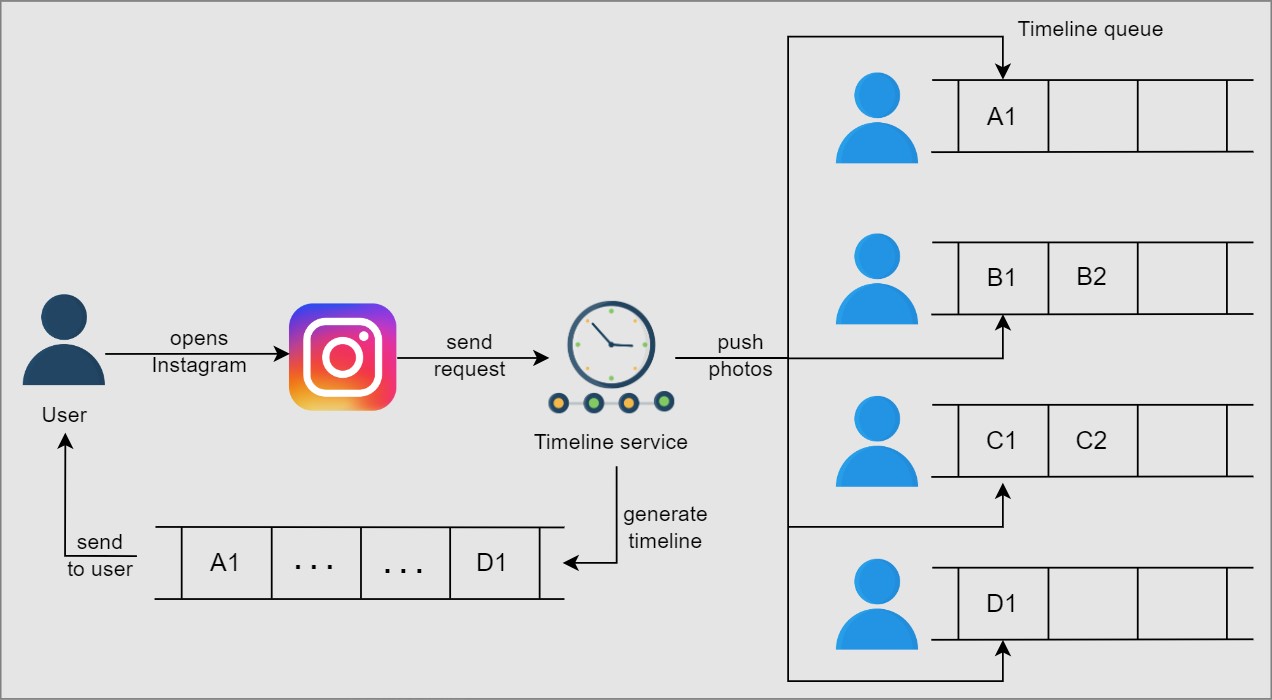 Timeline queue
A1
B1 B2
opens
Instagram
send
request
push
photos
User
Timeline service
C1 C2
generate
timeline
send
to user
A1 ... ... D1
D1